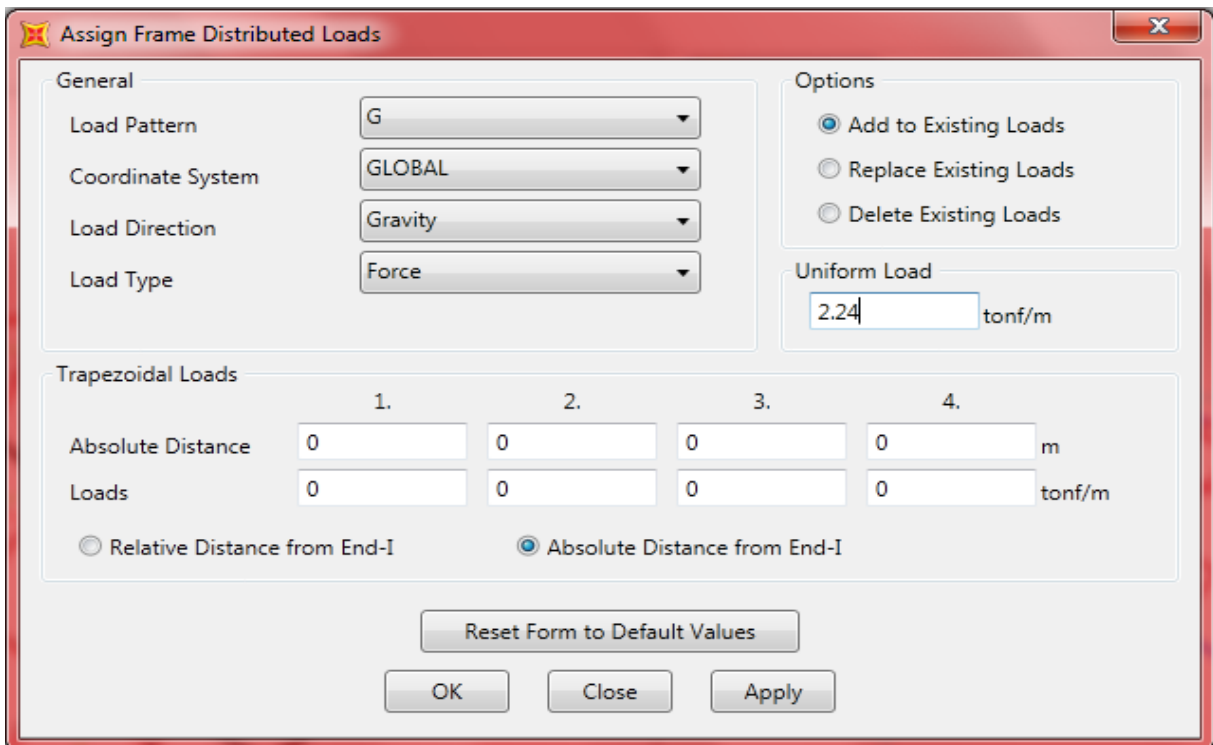 Assign Frame Distributed Loads
General
Load Pattern G
Coordinate System GLOBAL
Load Direction Gravity
Load Type Force
Options
Add to Existing Loads
Replace Existing Loads
Delete Existing Loads
Uniform Load
2.24 tonf/m
Trapezoidal Loads
1. 2. 3. 4.
Absolute Distance 0 0 0 0 m
Loads 0 0 0 0 tonf/m
Relative Distance from End-I Absolute Distance from End-I
Reset Form to Default Values
OK Close Apply